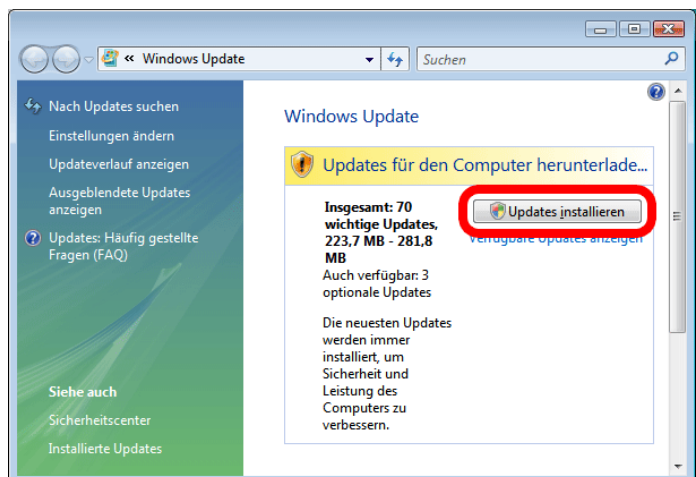 « Windows Update
Suchen
Nach Updates suchen
Einstellungen ändern
Updateverlauf anzeigen
Ausgeblendete Updates
anzeigen
Updates: Häufig gestellte
Fragen (FAQ)
Siehe auch
Sicherheitscenter
Installierte Updates
Windows Update
Updates für den Computer herunterlade...
Insgesamt: 70
wichtige Updates,
223,7 MB - 281,8
MB
Auch verfügbar: 3
optionale Updates
Updates installieren
Verfügbare Updates anzeigen
Die neuesten Updates
werden immer
installiert, um
Sicherheit und
Leistung des
Computers zu
verbessern.